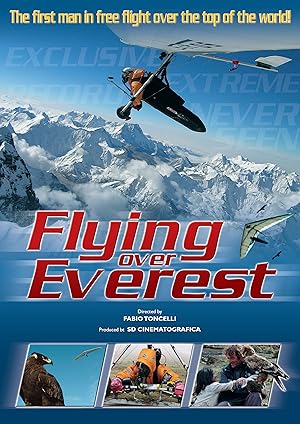 The first man in free flight over the top of the world!
EXCLUSIVE
EXTREME
RECORD
NEVER
SEEN
Flying
over
Everest
Directed by
FABIO TONCELLI
Produced by SD CINEMATOGRAFICA